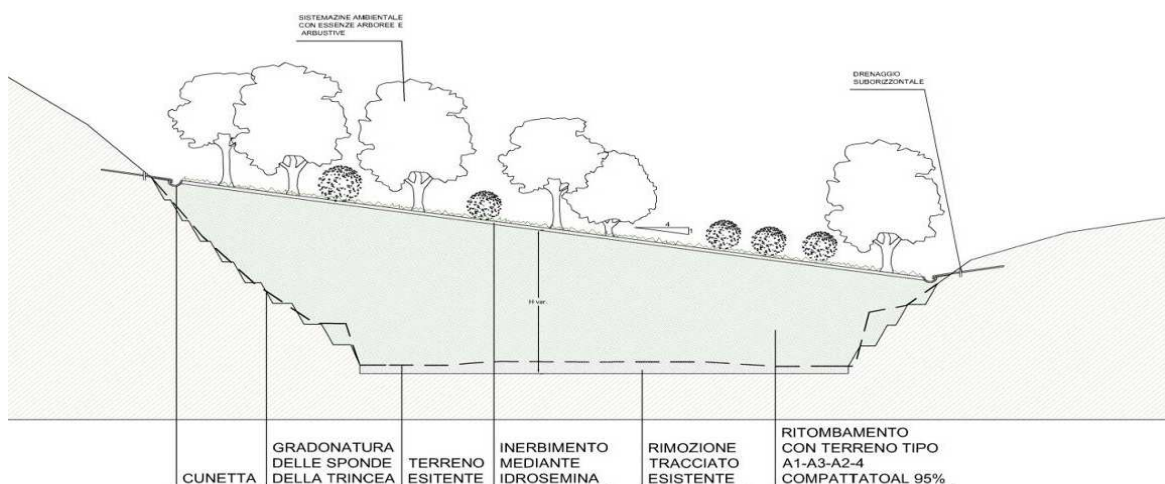 SISTEMAZINE AMBIENTALE
CON ESSENZE ARBOREE E
ARBUSTIVE
DRENAGGIO
SUBORIZZONTALE
4
H var.
CUNETTA
GRADONATURA
DELLE SPONDE
DELLA TRINCEA
TERRENO
ESITENTE
INERBIMENTO
MEDIANTE
IDROSEMINA
RIMOZIONE
TRACCIATO
ESISTENTE
RITOMBAMENTO
CON TERRENO TIPO
A1-A3-A2-4
COMPATTATOAL 95%